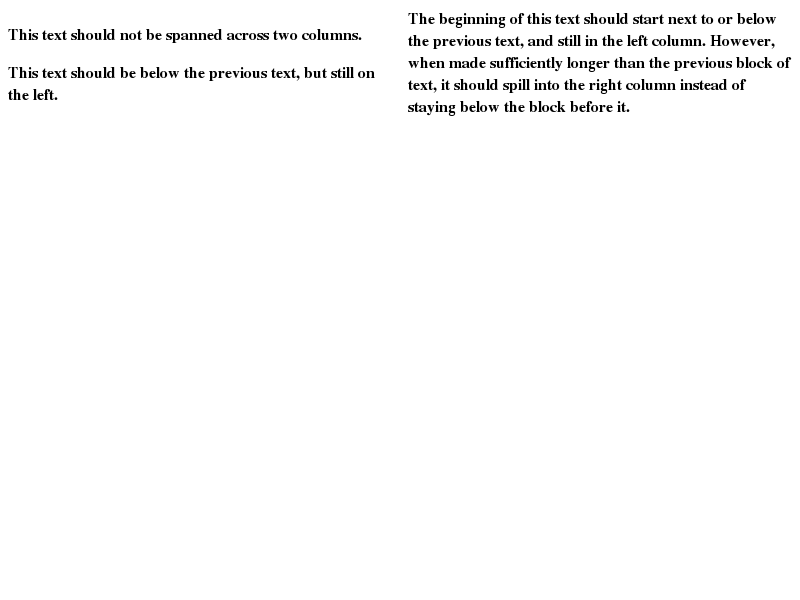 This text should not be spanned across two columns.
This text should be below the previous text, but still on
the left.
The beginning of this text should start next to or below
the previous text, and still in the left column. However,
when made sufficiently longer than the previous block of
text, it should spill into the right column instead of
staying below the block before it.